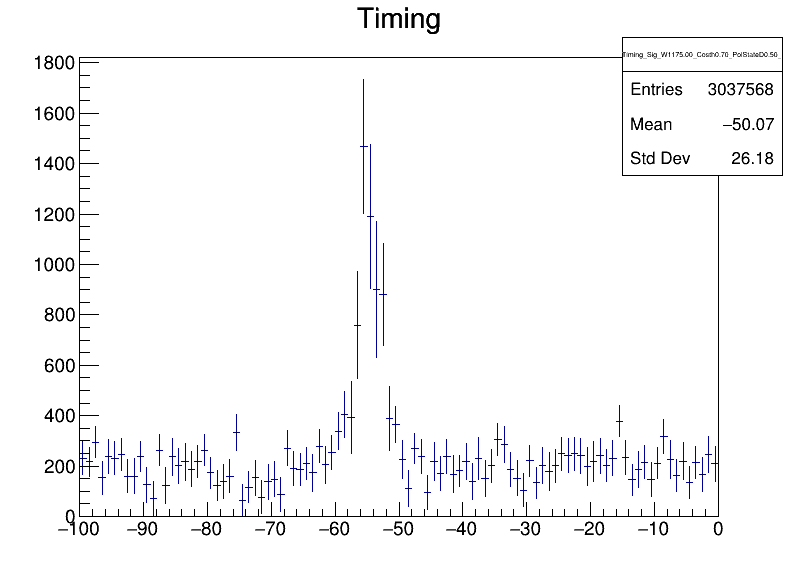 Timing
Timing_Sig_W1175.00_Costh0.70_PolStateD0.50_
Entries 3037568
Mean −50.07
Std Dev 26.18
1800
1600
1400
1200
1000
800
600
400
200
0
−100 −90 −80 −70 −60 −50 −40 −30 −20 −10 0